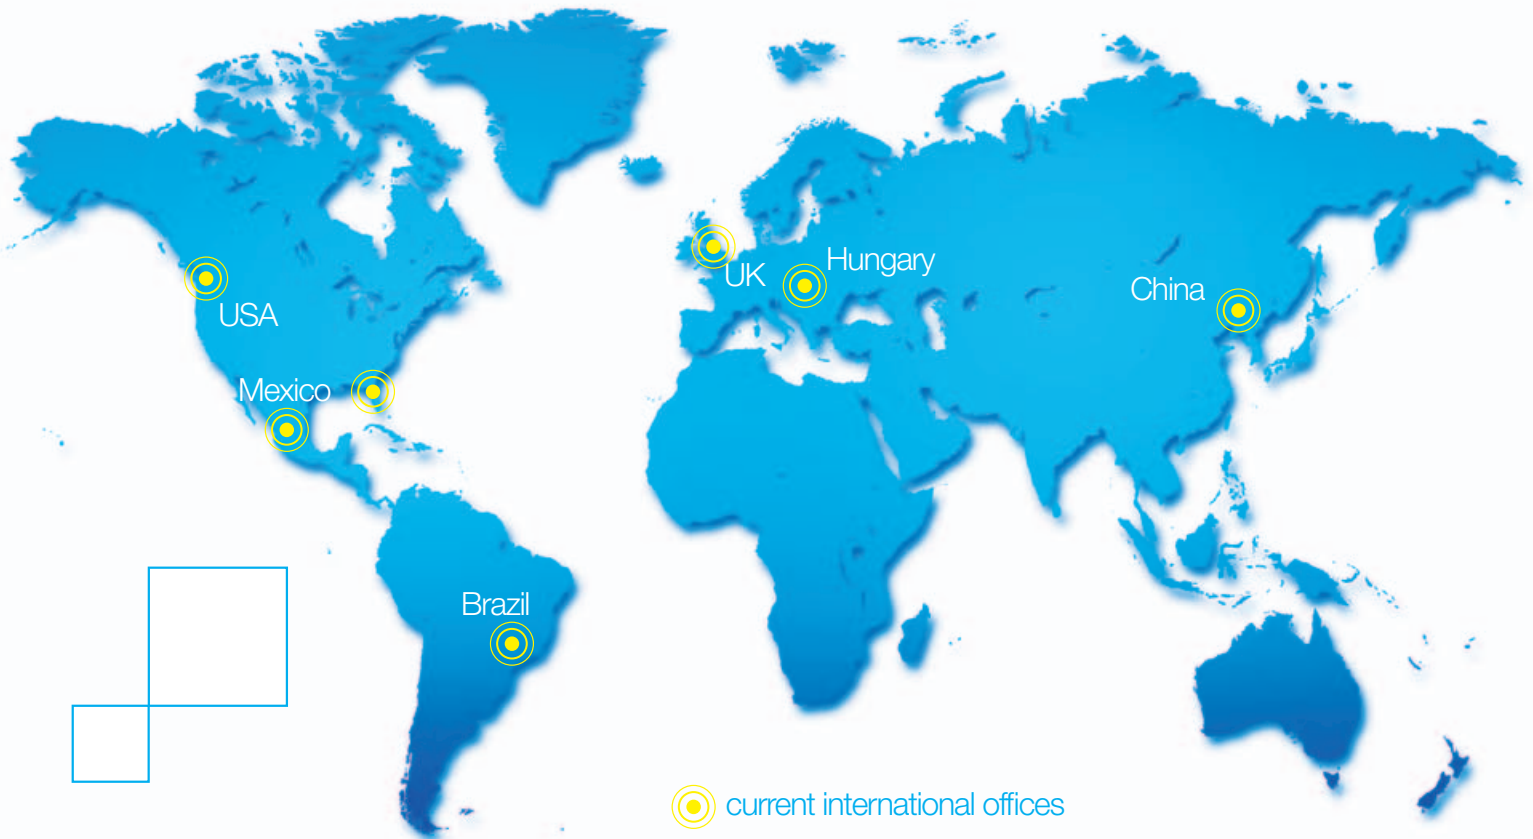 UK
Hungary
China
USA
Mexico
Brazil
current international offices